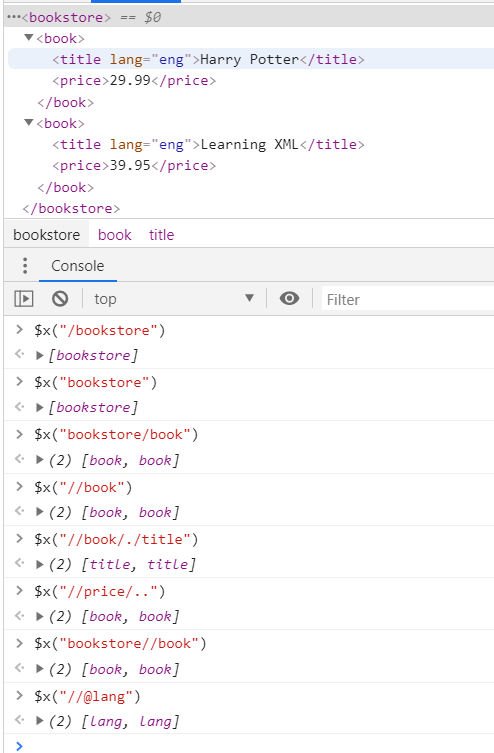 ···<bookstore> == $0
▼<book>
<title lang="eng">Harry Potter</title>
<price>29.99</price>
</book>
▼<book>
<title lang="eng">Learning XML</title>
<price>39.95</price>
</book>
</bookstore>
bookstore book title
Console
top ▼ Filter
> $x("/bookstore")
▶[bookstore]
> $x("bookstore")
▶[bookstore]
> $x("bookstore/book")
▶(2) [book, book]
> $x("//book")
▶(2) [book, book]
> $x("//book/./title")
▶(2) [title, title]
> $x("//price/..")
▶(2) [book, book]
> $x("bookstore//book")
▶(2) [book, book]
> $x("//@lang")
▶(2) [lang, lang]
>